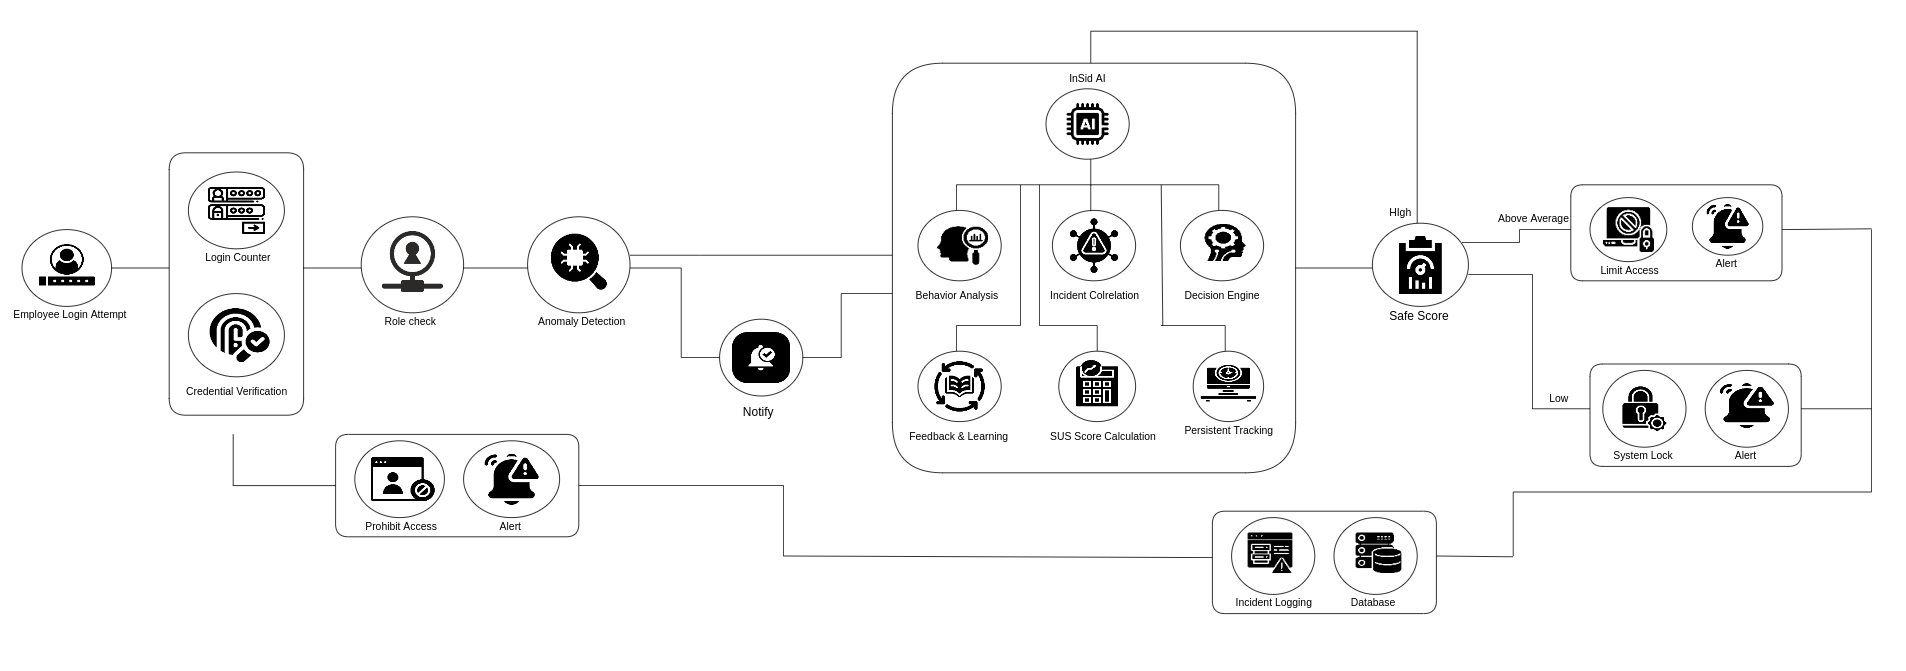 InSid AI
AI
Login Counter
Employee Login Attempt
Credential Verification
Role check
Anomaly Detection
Notify
Behavior Analysis
Incident Colrelation
Decision Engine
Feedback & Learning
SUS Score Calculation
Persistent Tracking
HIgh
Above Average
Safe Score
Limit Access
Alert
Low
System Lock
Alert
Prohibit Access
Alert
Incident Logging
Database